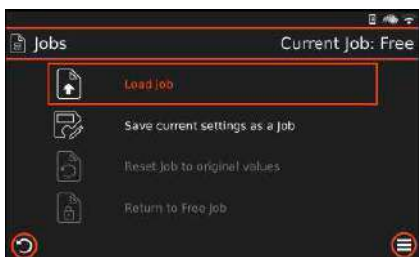 Jobs
Current Job: Free
Load job
Save current settings as a Job
Reset Job to original values
Return to Free Job